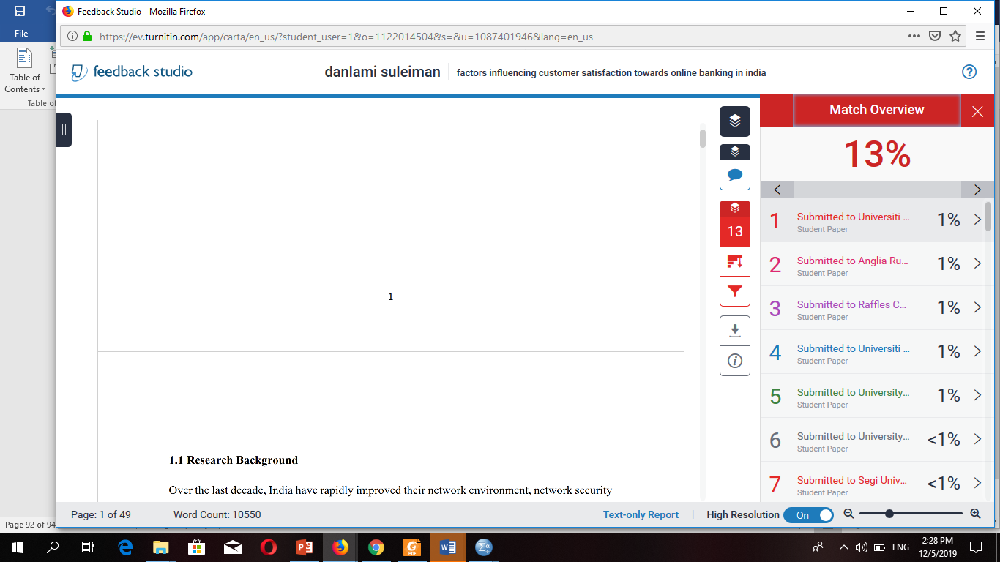 Feedback Studio - Mozilla Firefox
File
https://ev.turnitin.com/app/carta/en_us/?student_user=1&o=1122014504&s=&u=1087401946&lang=en_us
Table of
Contents
Table of
feedback studio
danlami suleiman
factors influencing customer satisfaction towards online banking in india
?
Match Overview
13%
1
Submitted to Universiti ...
Student Paper
1%
13
2
Submitted to Anglia Ru...
Student Paper
1%
3
Submitted to Raffles C...
Student Paper
1%
4
Submitted to Universiti ...
Student Paper
1%
5
Submitted to University...
Student Paper
1%
6
Submitted to University...
Student Paper
<1%
7
Submitted to Segi Univ...
Student Paper
<1%
1
1.1 Research Background
Over the last decade, India have rapidly improved their network environment, network security
Page: 1 of 49
Word Count: 10550
Text-only Report
High Resolution
On
Page 92 of 94
ENG
2:28 PM
12/5/2019